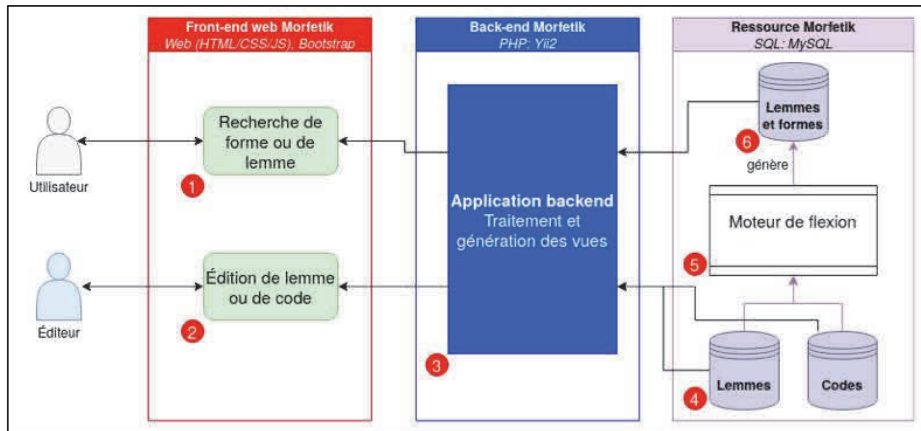 Front-end web Morfetik
Web (HTML/CSS/JS), Bootstrap
Back-end Morfetik
PHP: Yii2
Ressource Morfetik
SQL: MySQL
Utilisateur
Recherche de
forme ou de
lemme
1
Éditeur
Édition de lemme
ou de code
2
Application backend
Traitement et
génération des vues
3
Lemmes
et formes
6
génère
Moteur de flexion
5
Lemmes
4
Codes